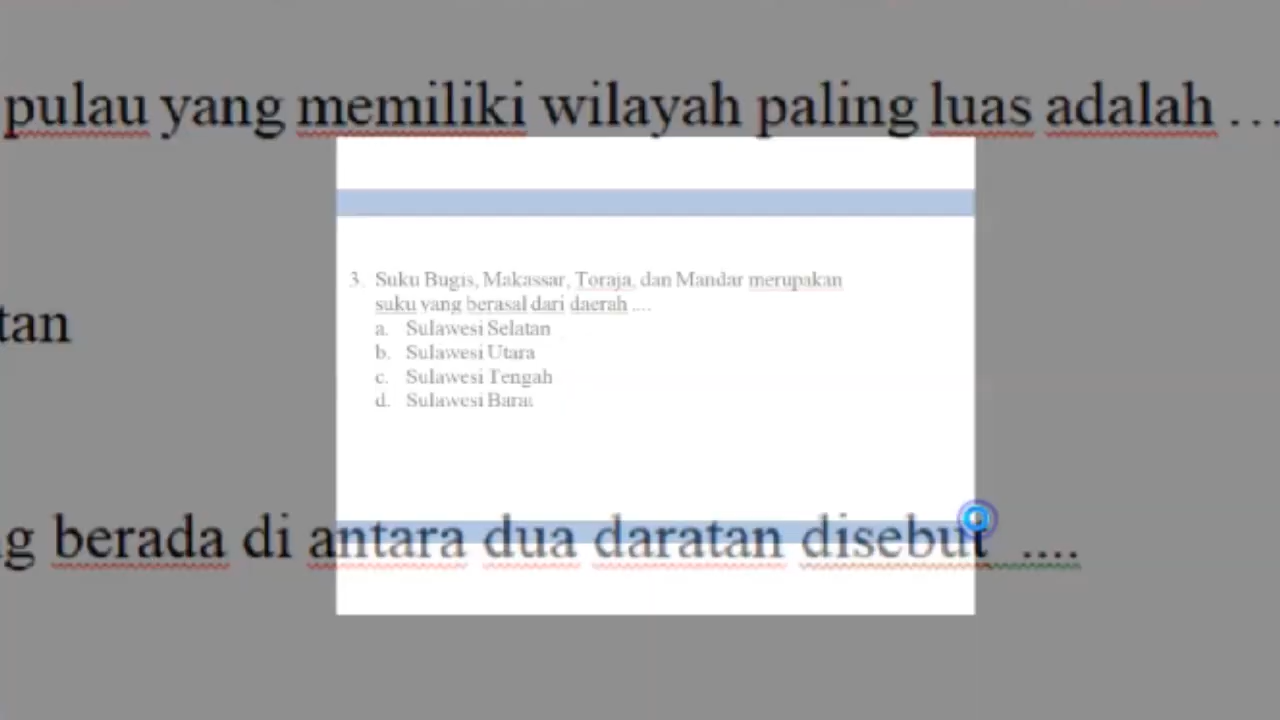 pulau yang memiliki wilayah paling luas adalah ...
3. Suku Bugis, Makassar, Toraja, dan Mandar merupakan
suku yang berasal dari daerah ....
a. Sulawesi Selatan
tan
b. Sulawesi Utara
c. Sulawesi Tengah
d. Sulawesi Barat
g berada di antara dua daratan disebut ....